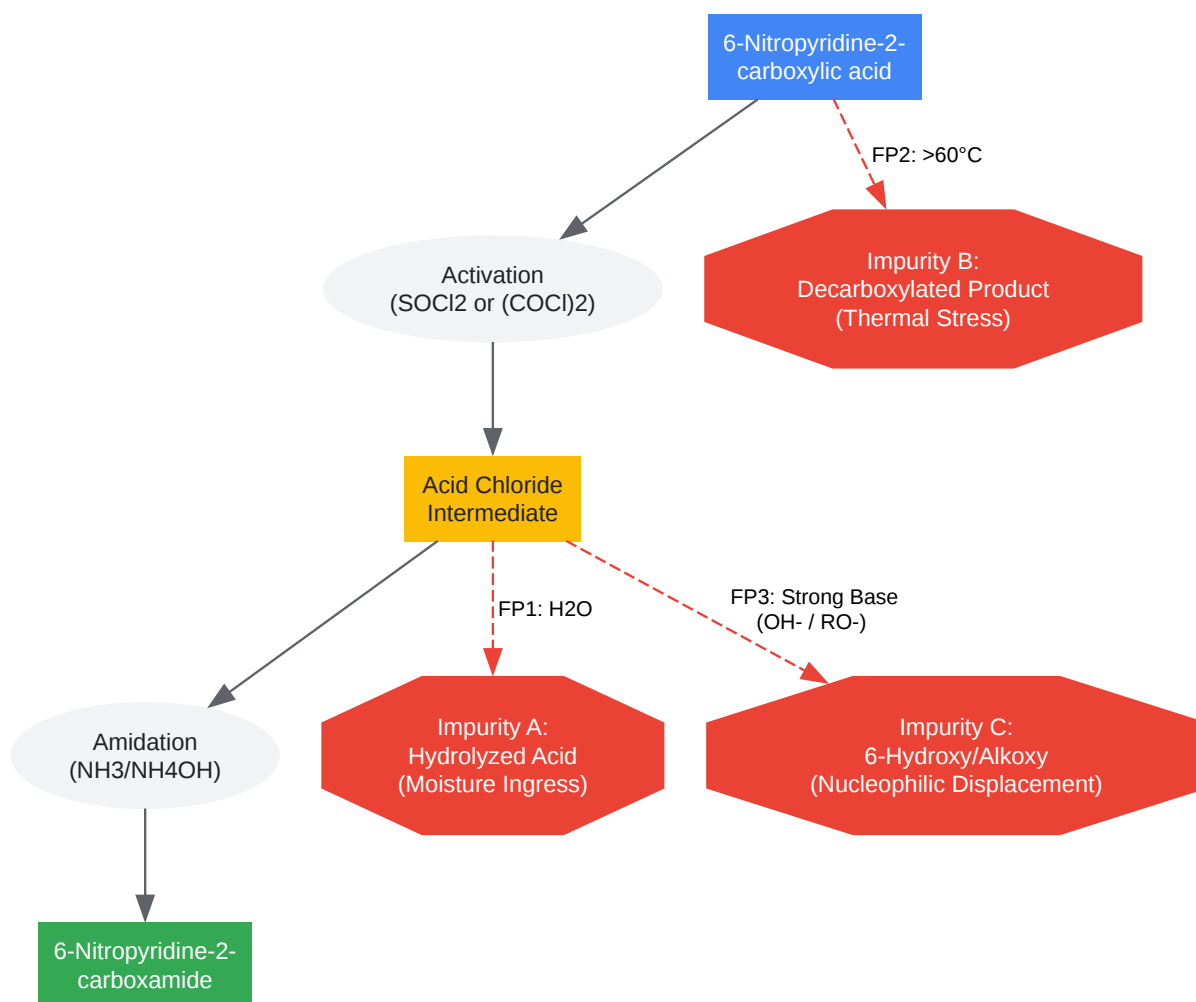 6-Nitropyridine-2-
carboxylic acid
FP2: >60°C
Activation
(SOCl2 or (COCl)2)
Impurity B:
Decarboxylated Product
(Thermal Stress)
Acid Chloride
Intermediate
FP1: H2O
FP3: Strong Base
(OH- / RO-)
Amidation
(NH3/NH4OH)
Impurity A:
Hydrolyzed Acid
(Moisture Ingress)
Impurity C:
6-Hydroxy/Alkoxy
(Nucleophilic Displacement)
6-Nitropyridine-2-
carboxamide